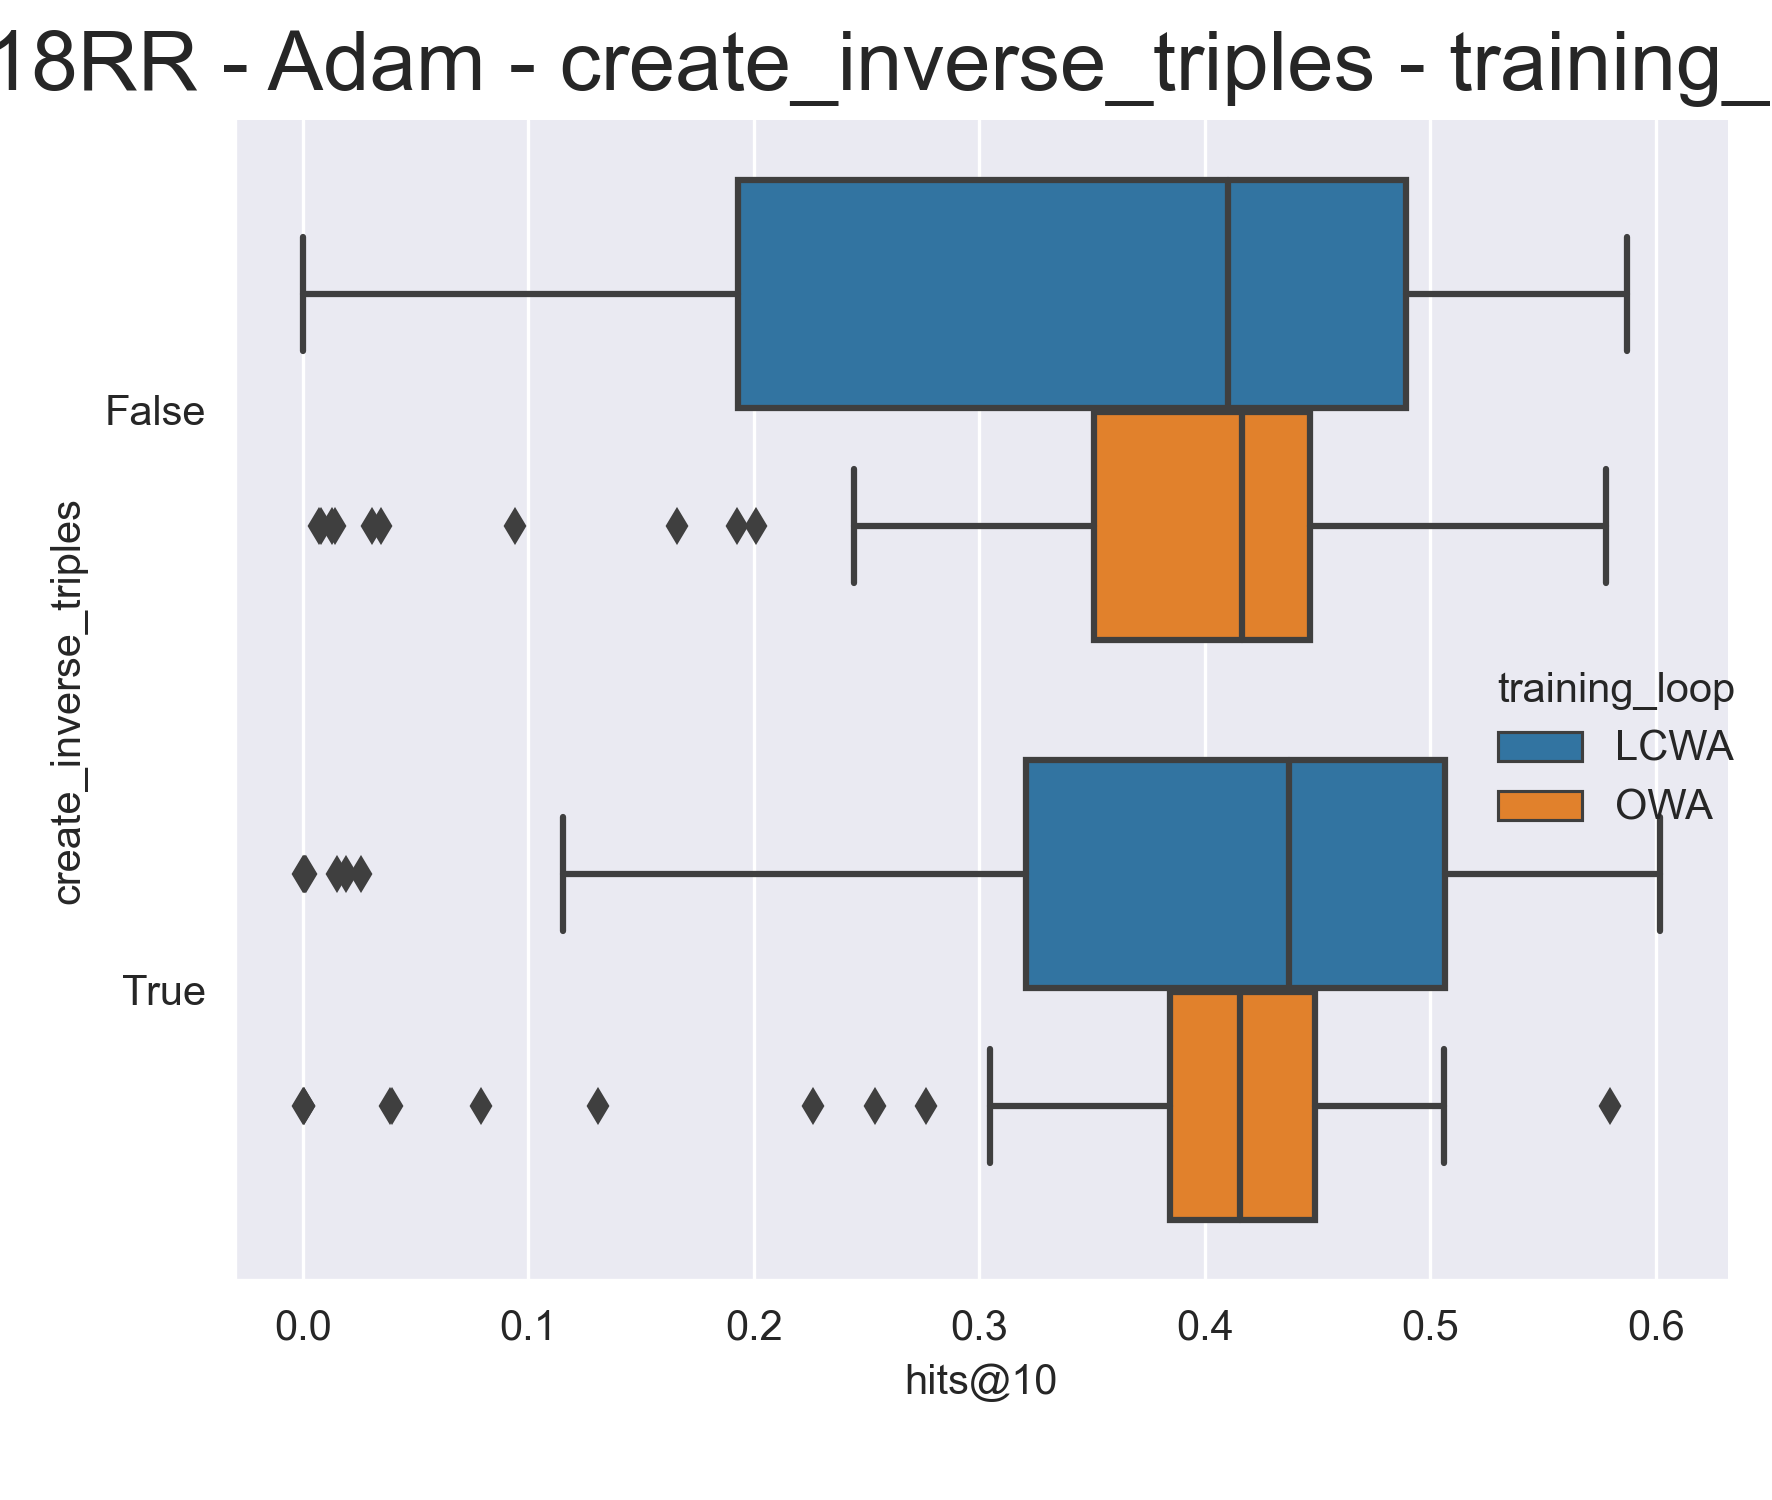 18RR - Adam - create_inverse_triples - training_
False
True
create_inverse_triples
training_loop
LCWA
OWA
0.0 0.1 0.2 0.3 0.4 0.5 0.6
hits@10